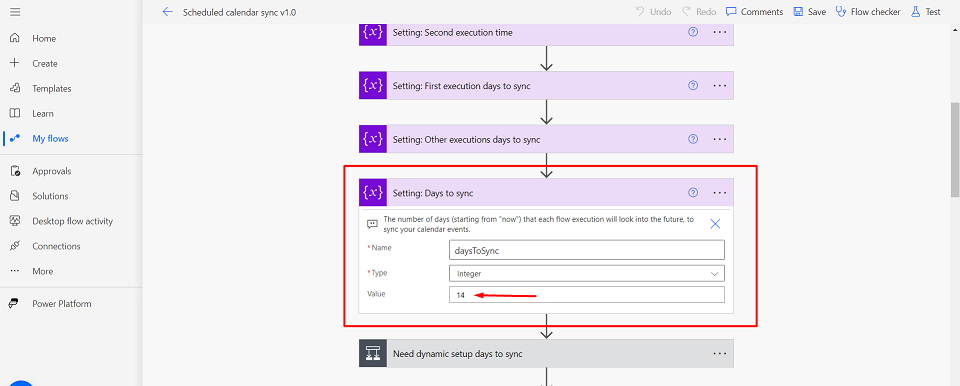 Scheduled calendar sync v1.0
Undo
Redo
Comments
Save
Flow checker
Test
Home
Create
Templates
Learn
My flows
Approvals
Solutions
Desktop flow activity
Connections
More
Power Platform
{x} Setting: Second execution time
{x} Setting: First execution days to sync
{x} Setting: Other executions days to sync
{x} Setting: Days to sync
The number of days (starting from "now") that each flow execution will look into the future, to
sync your calendar events.
* Name daysToSync
* Type Integer
Value 14
Need dynamic setup days to sync